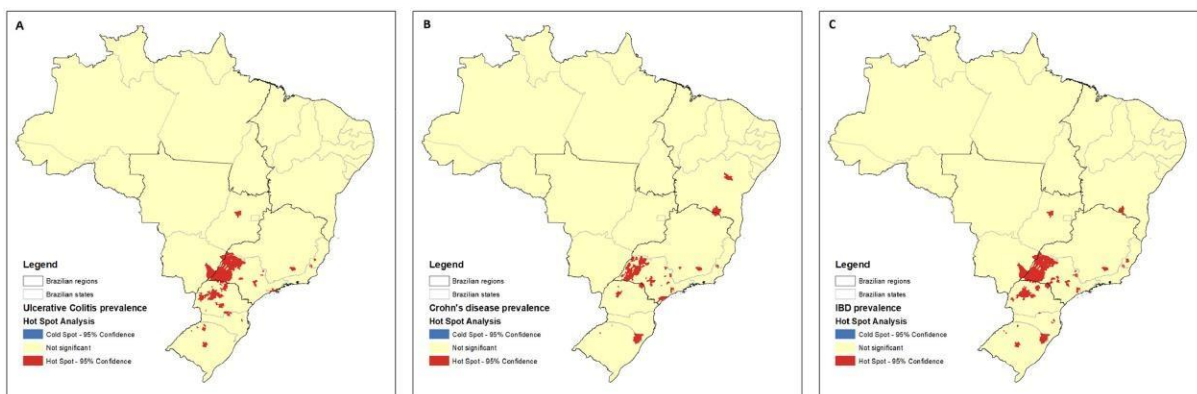 A
Legend
Brazilian regions
Brazilian states
Ulcerative Colitis prevalence
Hot Spot Analysis
Cold Spot - 95% Confidence
Not significant
Hot Spot - 95% Confidence
B
Legend
Brazilian regions
Brazilian states
Crohn's disease prevalence
Hot Spot Analysis
Cold Spot - 95% Confidence
Not significant
Hot Spot - 95% Confidence
C
Legend
Brazilian regions
Brazilian states
IBD prevalence
Hot Spot Analysis
Cold Spot - 95% Confidence
Not significant
Hot Spot - 95% Confidence